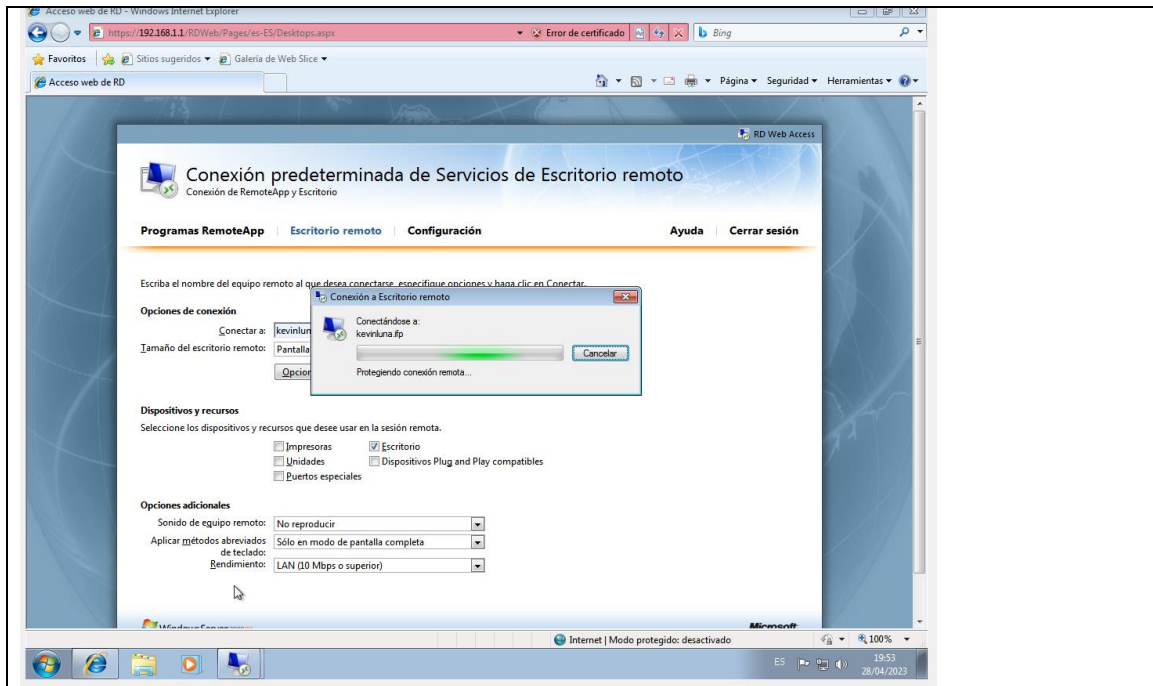 Acceso web de RD - Windows Internet Explorer
https://192.168.1.1/RDWeb/Pages/es-ES/Desktops.aspx
Error de certificado
Bing
Favoritos
Sitios sugeridos
Galería de Web Slice
Acceso web de RD
Página
Seguridad
Herramientas
RD Web Access
Conexión predeterminada de Servicios de Escritorio remoto
Conexión de RemoteApp y Escritorio
Programas RemoteApp
Escritorio remoto
Configuración
Ayuda
Cerrar sesión
Escriba el nombre del equipo remoto al que desea conectarse, especifique opciones y haga clic en Conectar.
Opciones de conexión
Conectar a: kevinlun
Tamaño del escritorio remoto: Pantalla
Opcion
Conexión a Escritorio remoto
Conectándose a:
kevinluna.ifp
Cancelar
Protegiendo conexión remota...
Dispositivos y recursos
Seleccione los dispositivos y recursos que desee usar en la sesión remota.
Impresoras
Escritorio
Unidades
Dispositivos Plug and Play compatibles
Puertos especiales
Opciones adicionales
Sonido de equipo remoto: No reproducir
Aplicar métodos abreviados
de teclado:
Sólo en modo de pantalla completa
Rendimiento: LAN (10 Mbps o superior)
Windows Server
Microsoft
Internet | Modo protegido: desactivado
100%
ES
19:53
28/04/2023